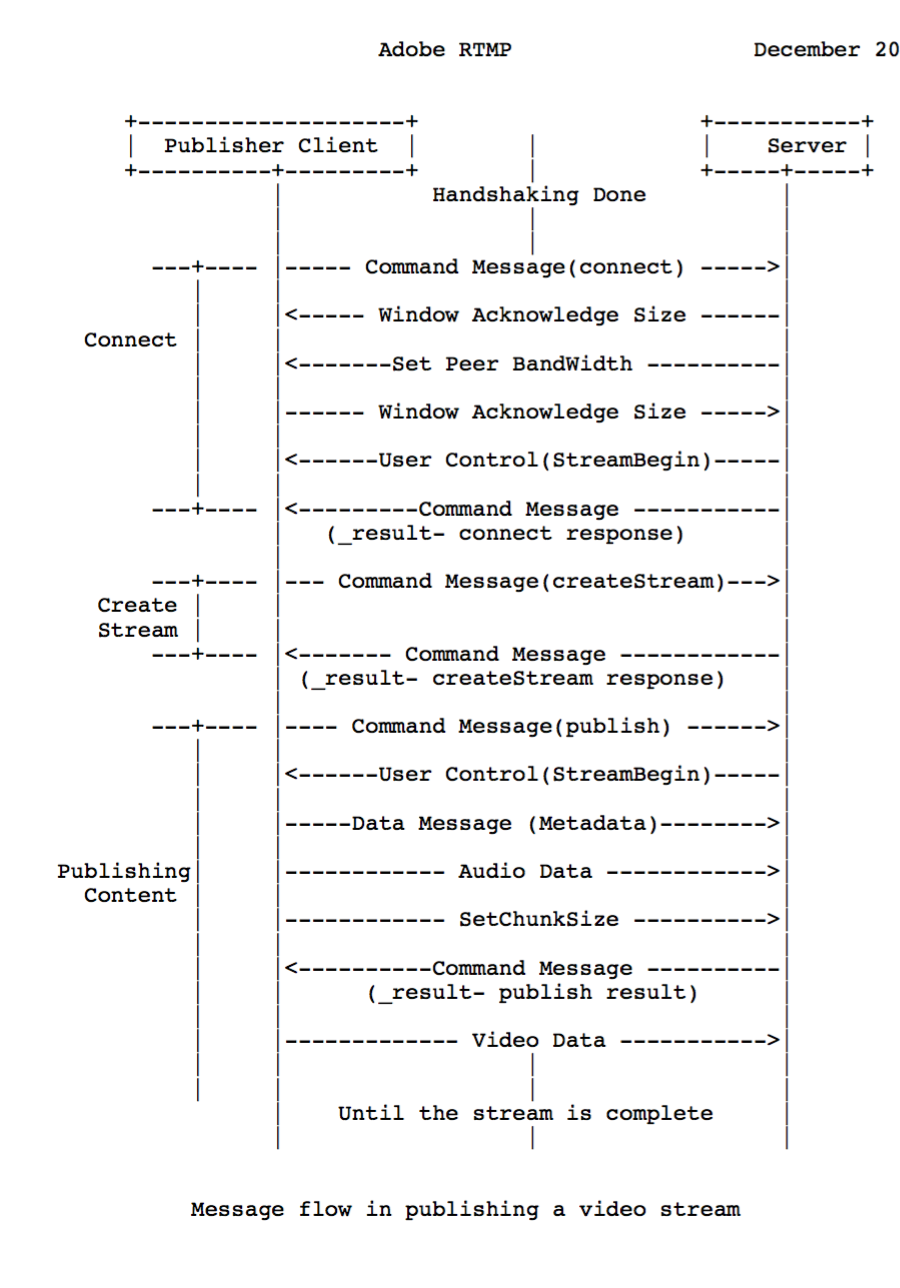 Adobe RTMP December 20
+--------------------+ +-----------+
| Publisher Client | | | Server |
+----------+---------+ | +-----+-----+
| Handshaking Done |
| | |
| | |
---+---- |----- Command Message(connect) ----->|
| | |
| |<----- Window Acknowledge Size ------|
Connect | | |
| |<-------Set Peer BandWidth ----------|
| | |
| |------ Window Acknowledge Size ----->|
| | |
| |<------User Control(StreamBegin)-----|
| | |
---+---- |<---------Command Message -----------|
| (_result- connect response) |
| |
---+---- |--- Command Message(createStream)--->|
Create | | |
Stream | | |
---+---- |<------- Command Message ------------|
| (_result- createStream response) |
| |
---+---- |---- Command Message(publish) ------>|
| | |
| |<------User Control(StreamBegin)-----|
| | |
| |-----Data Message (Metadata)-------->|
| | |
Publishing| |------------ Audio Data ------------>|
Content | | |
| |------------ SetChunkSize ---------->|
| | |
| |<----------Command Message ----------|
| | (_result- publish result) |
| | |
| |------------- Video Data ----------->|
| | | |
| | | |
| Until the stream is complete |
| | |
Message flow in publishing a video stream